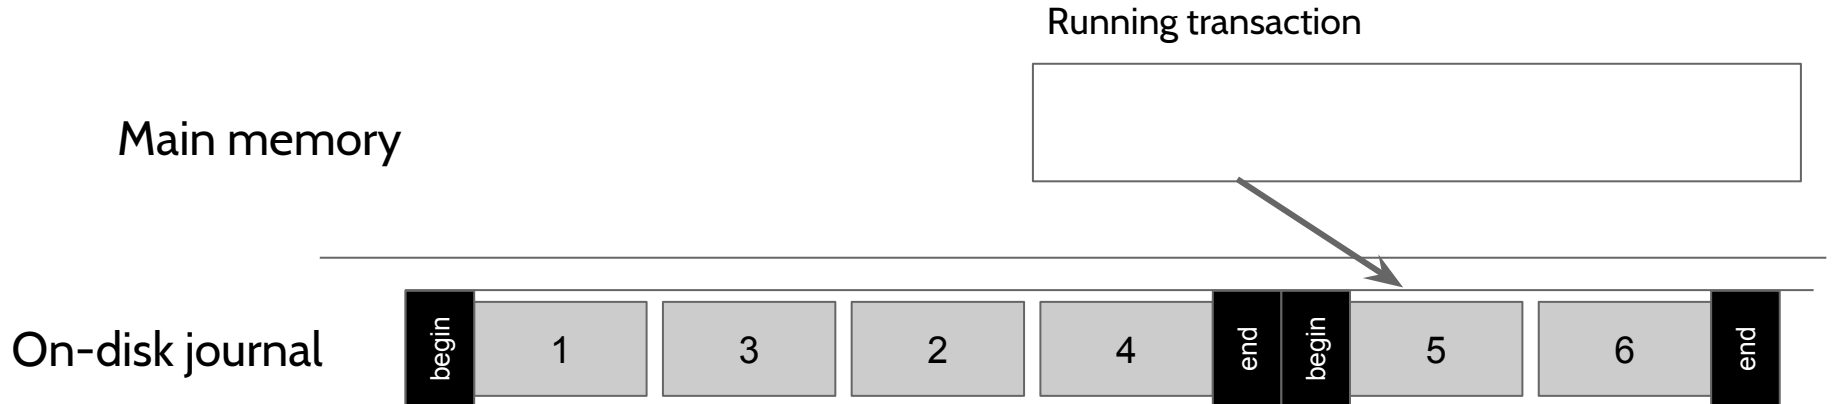 Running transaction
Main memory
On-disk journal
begin
1
3
2
4
end
begin
5
6
end